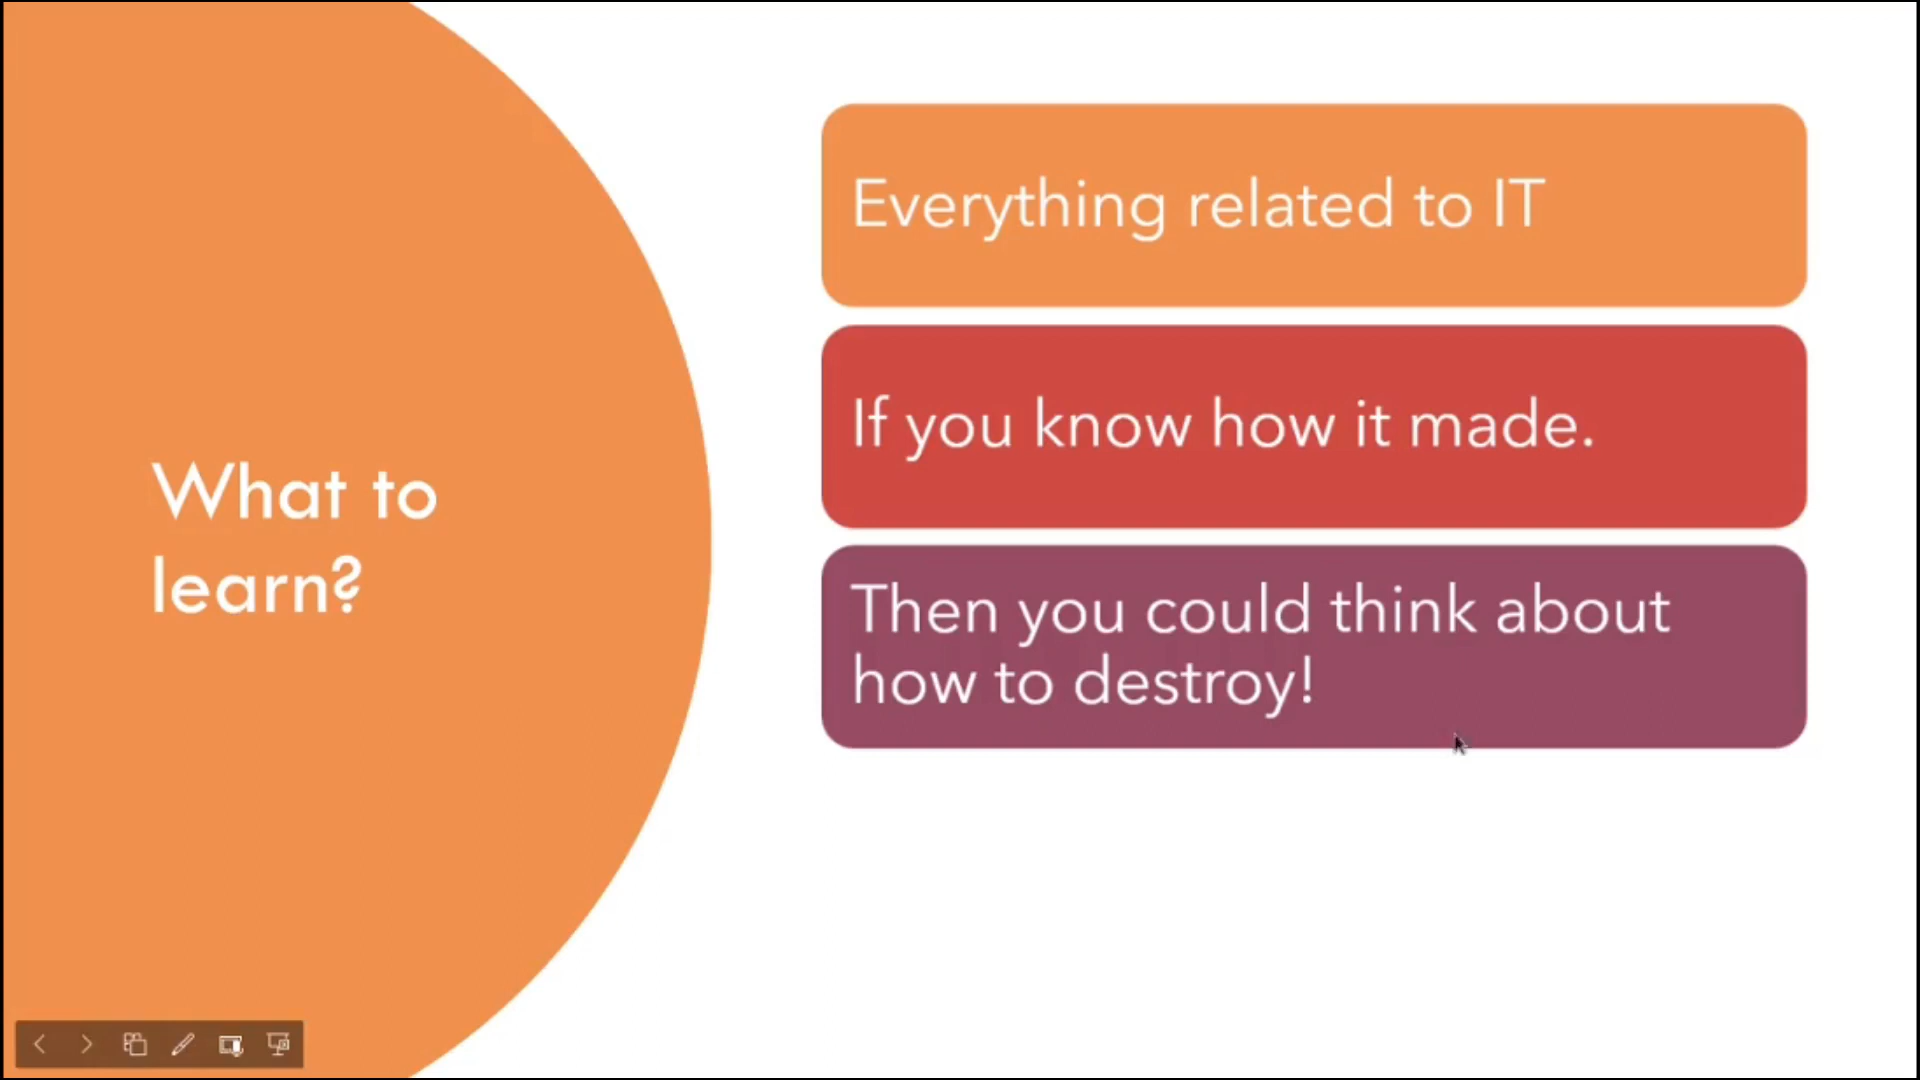 What to
learn?
Everything related to IT
If you know how it made.
Then you could think about
how to destroy!